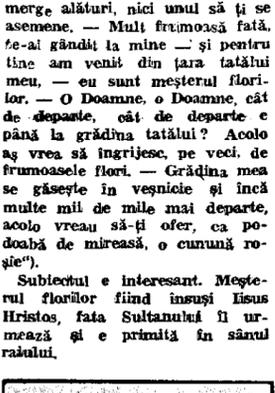 merge alături, nici unul să ți se
asemene. — Mult frumoasă fată,
te-ai gândit la mine — și pentru
tine am venit din țara tatălui
meu, — eu sunt meșterul flori-
lor. — O Doamne, o Doamne, cât
de departe, cât de departe e
până la grădina tatălui? Acolo
aș vrea să îngrijesc, pe veci, de
frumoasele flori. — Grădina mea
se găsește în veșnicie și încă
multe mii de mile mai departe,
acolo vreau să-ți ofer, ca po-
doabă de mireasă, o cunună ro-
șie").
Subiectul e interesant. Mește-
rul florilor fiind însuși Iisus
Hristos, fata Sultanului îl ur-
mează și e primită în sânul
raiului.